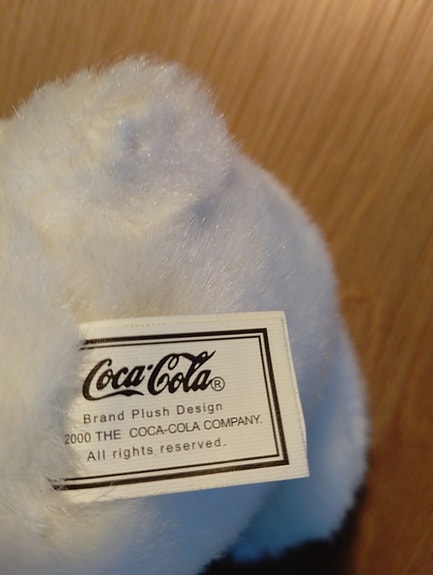 Coca-Cola®
Brand Plush Design
2000 THE COCA-COLA COMPANY.
All rights reserved.